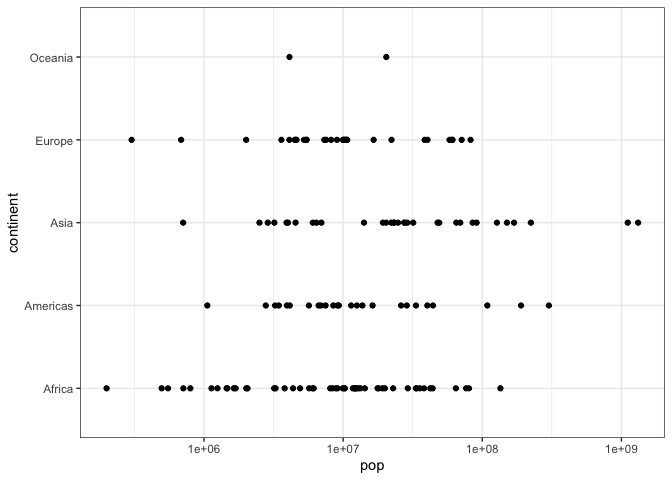 Oceania
Europe
Asia
Americas
Africa
continent
1e+06 1e+07 1e+08 1e+09
pop